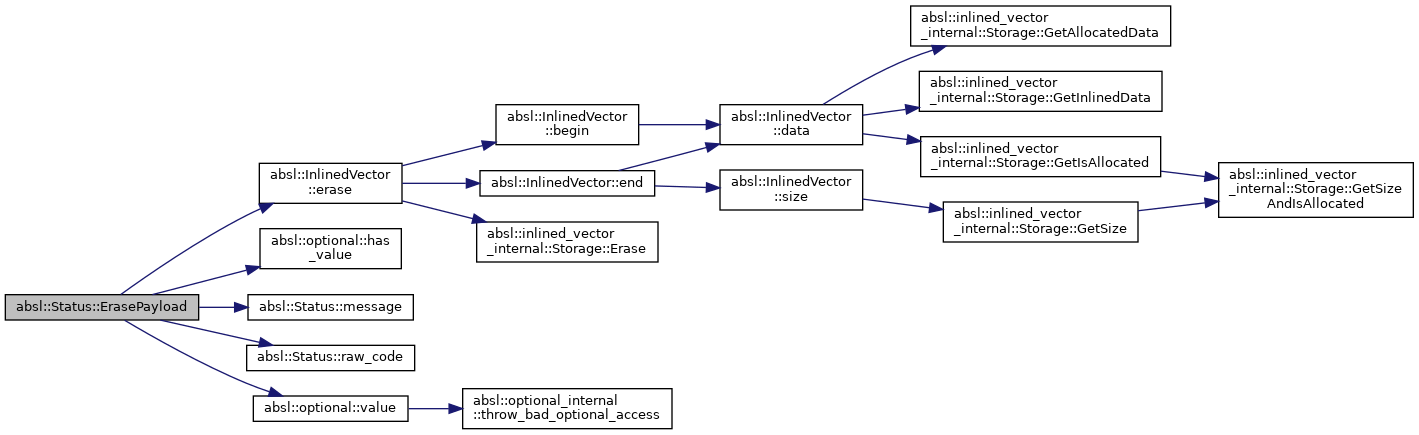 absl::inlined_vector
_internal::Storage::GetAllocatedData
absl::inlined_vector
_internal::Storage::GetInlinedData
absl::InlinedVector
::begin
absl::InlinedVector
::data
absl::inlined_vector
_internal::Storage::GetIsAllocated
absl::InlinedVector
::erase
absl::InlinedVector::end
absl::InlinedVector
::size
absl::inlined_vector
_internal::Storage::GetSize
AndIsAllocated
absl::inlined_vector
_internal::Storage::GetSize
absl::inlined_vector
_internal::Storage::Erase
absl::optional::has
_value
absl::Status::ErasePayload
absl::Status::message
absl::Status::raw_code
absl::optional::value
absl::optional_internal
::throw_bad_optional_access